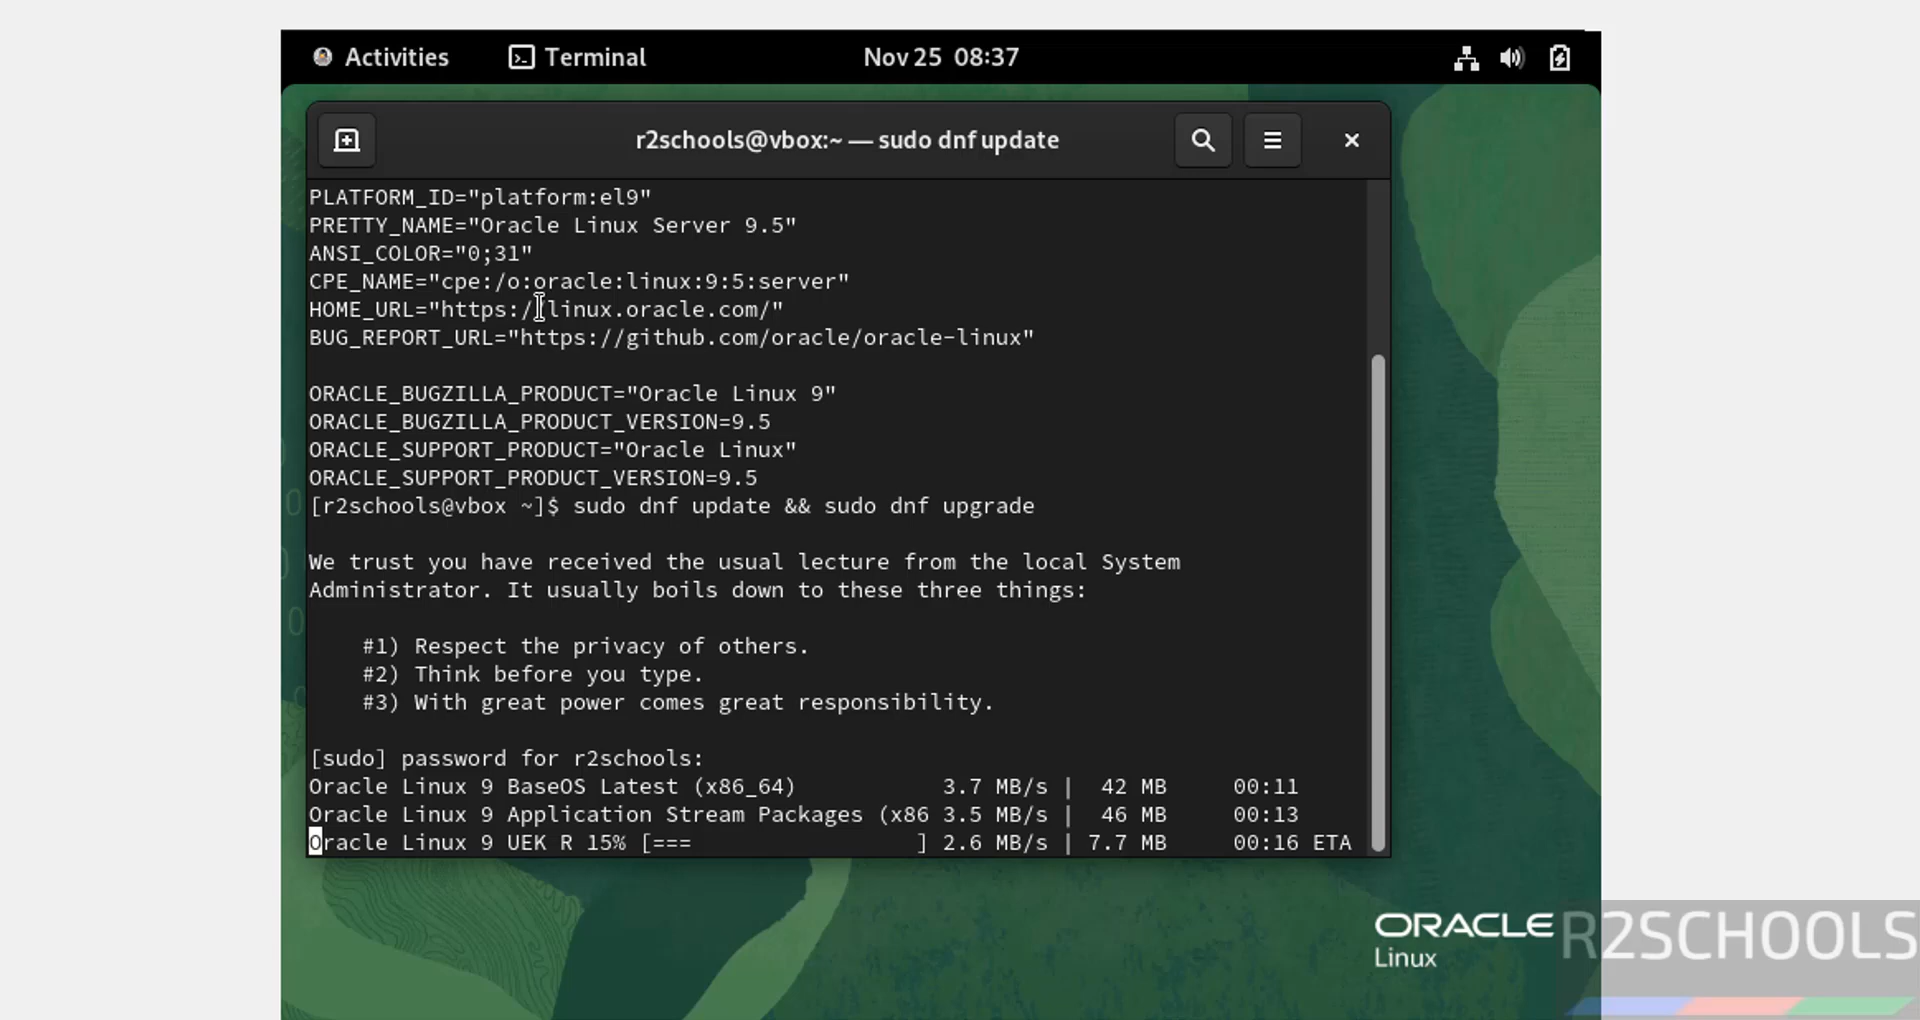 Activities Terminal Nov 25 08:37
r2schools@vbox:~ — sudo dnf update
PLATFORM_ID="platform:el9"
PRETTY_NAME="Oracle Linux Server 9.5"
ANSI_COLOR="0;31"
CPE_NAME="cpe:/o:oracle:linux:9:5:server"
HOME_URL="https://linux.oracle.com/"
BUG_REPORT_URL="https://github.com/oracle/oracle-linux"
ORACLE_BUGZILLA_PRODUCT="Oracle Linux 9"
ORACLE_BUGZILLA_PRODUCT_VERSION=9.5
ORACLE_SUPPORT_PRODUCT="Oracle Linux"
ORACLE_SUPPORT_PRODUCT_VERSION=9.5
[r2schools@vbox ~]$ sudo dnf update && sudo dnf upgrade
We trust you have received the usual lecture from the local System
Administrator. It usually boils down to these three things:
#1) Respect the privacy of others.
#2) Think before you type.
#3) With great power comes great responsibility.
[sudo] password for r2schools:
Oracle Linux 9 BaseOS Latest (x86_64) 3.7 MB/s | 42 MB 00:11
Oracle Linux 9 Application Stream Packages (x86 3.5 MB/s | 46 MB 00:13
Oracle Linux 9 UEK R 15% [=== ] 2.6 MB/s | 7.7 MB 00:16 ETA
ORACLE
Linux
R2SCHOOLS